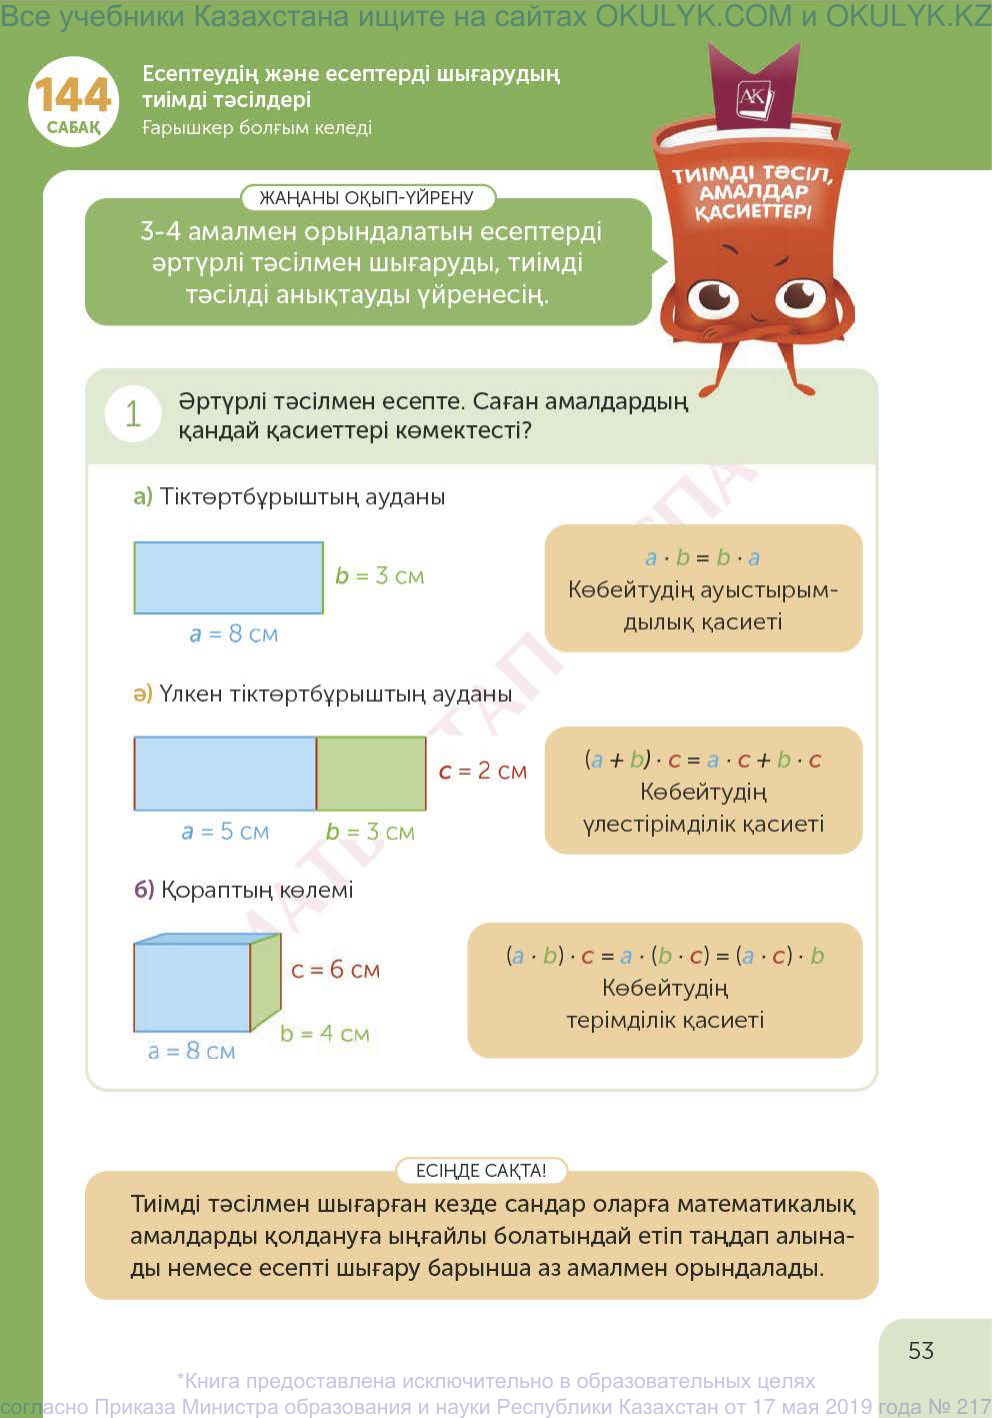 Все учебники Казахстана ищите на сайтах OKULYK.COM и OKULYK.KZ
144
САБАҚ
Есептеудің және есептерді шығарудың
тиімді тәсілдері
Ғарышкер болғым келеді
АК
ТИІМДІ ТӘСІЛ,
АМАЛДАР
ҚАСИЕТТЕРІ
ЖАҢАНЫ ОҚЫП-ҮЙРЕНУ
3-4 амалмен орындалатын есептерді
әртүрлі тәсілмен шығаруды, тиімді
тәсілді анықтауды үйренесің.
1
Әртүрлі тәсілмен есепте. Саған амалдардың
қандай қасиеттері көмектесті?
а) Тіктөртбұрыштың ауданы
b = 3 см
a = 8 см
a · b = b · a
Көбейтудің ауыстырым-
дылық қасиеті
ә) Үлкен тіктөртбұрыштың ауданы
c = 2 см
a = 5 см
b = 3 см
(a + b) · c = a · c + b · c
Көбейтудің
үлестірімділік қасиеті
б) Қораптың көлемі
c = 6 см
b = 4 см
a = 8 см
(a · b) · c = a · (b · c) = (a · c) · b
Көбейтудің
терімділік қасиеті
ЕСІҢДЕ САҚТА!
Тиімді тәсілмен шығарған кезде сандар оларға математикалық
амалдарды қолдануға ыңғайлы болатындай етіп таңдап алына-
ды немесе есепті шығару барынша аз амалмен орындалады.
53
*Книга предоставлена исключительно в образовательных целях
согласно Приказа Министра образования и науки Республики Казахстан от 17 мая 2019 года № 217